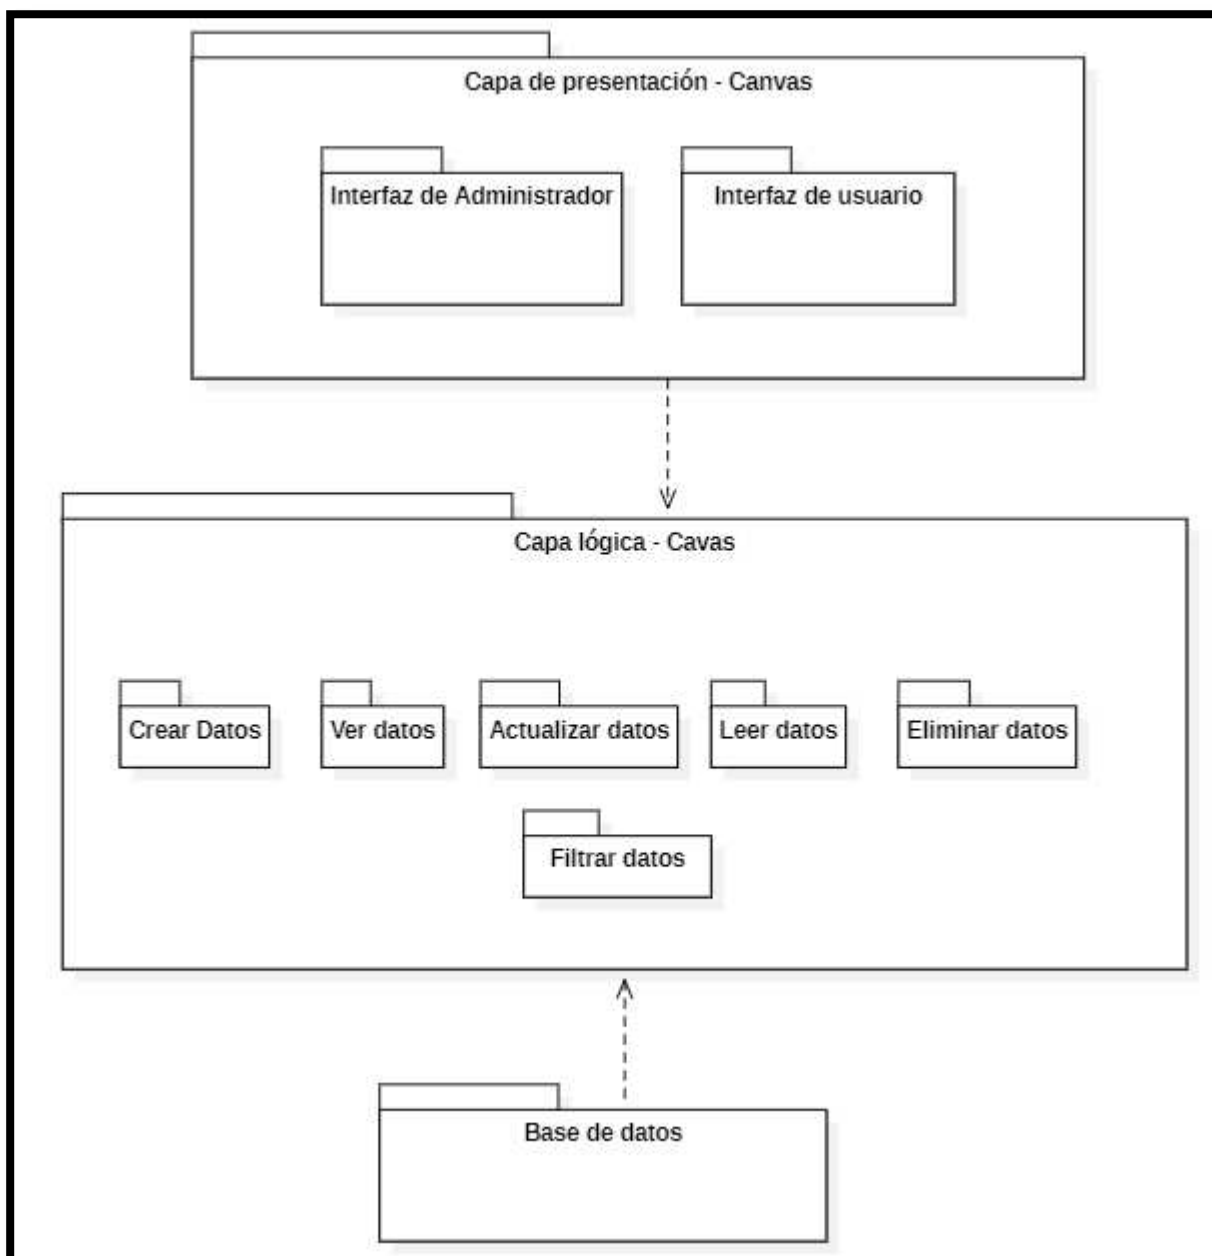 Capa de presentación - Canvas
Interfaz de Administrador
Interfaz de usuario
Capa lógica - Cavas
Crear Datos
Ver datos
Actualizar datos
Leer datos
Eliminar datos
Filtrar datos
Base de datos